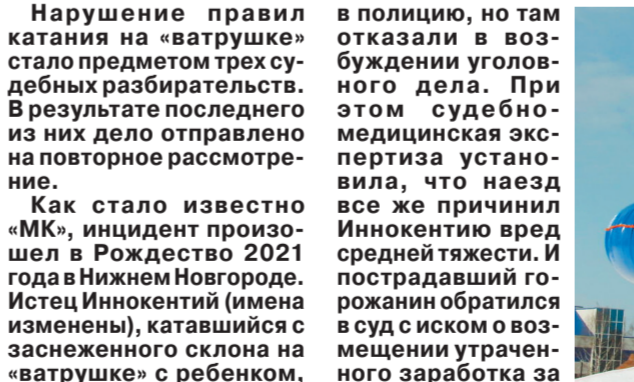 Нарушение правил
катания на «ватрушке»
стало предметом трех су-
дебных разбирательств.
В результате последнего
из них дело отправлено
на повторное рассмотре-
ние.
Как стало известно
«МК», инцидент произо-
шел в Рождество 2021
года в Нижнем Новгороде.
Истец Иннокентий (имена
изменены), катавшийся с
заснеженного склона на
«ватрушке» с ребенком,
в полицию, но там
отказали в воз-
буждении уголов-
ного дела. При
этом судебно-
медицинская экс-
пертиза устано-
вила, что наезд
все же причинил
Иннокентию вред
средней тяжести. И
пострадавший го-
рожанин обратился
в суд с иском о воз-
мещении утрачен-
ного заработка за